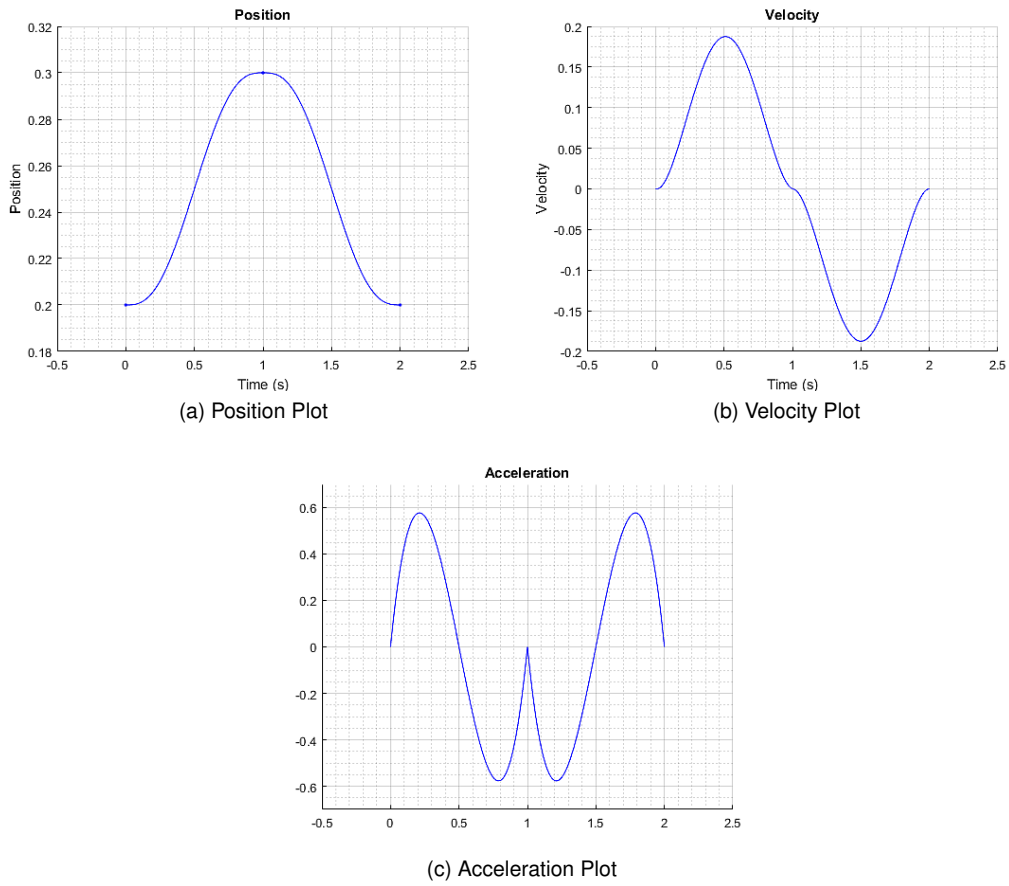 Position
0.32
0.3
0.28
0.26
0.24
0.22
0.2
0.18
Position
-0.5 0 0.5 1 1.5 2 2.5
Time (s)
(a) Position Plot
Velocity
0.2
0.15
0.1
0.05
0
-0.05
-0.1
-0.15
-0.2
Velocity
-0.5 0 0.5 1 1.5 2 2.5
Time (s)
(b) Velocity Plot
Acceleration
0.6
0.4
0.2
0
-0.2
-0.4
-0.6
-0.5 0 0.5 1 1.5 2 2.5
(c) Acceleration Plot